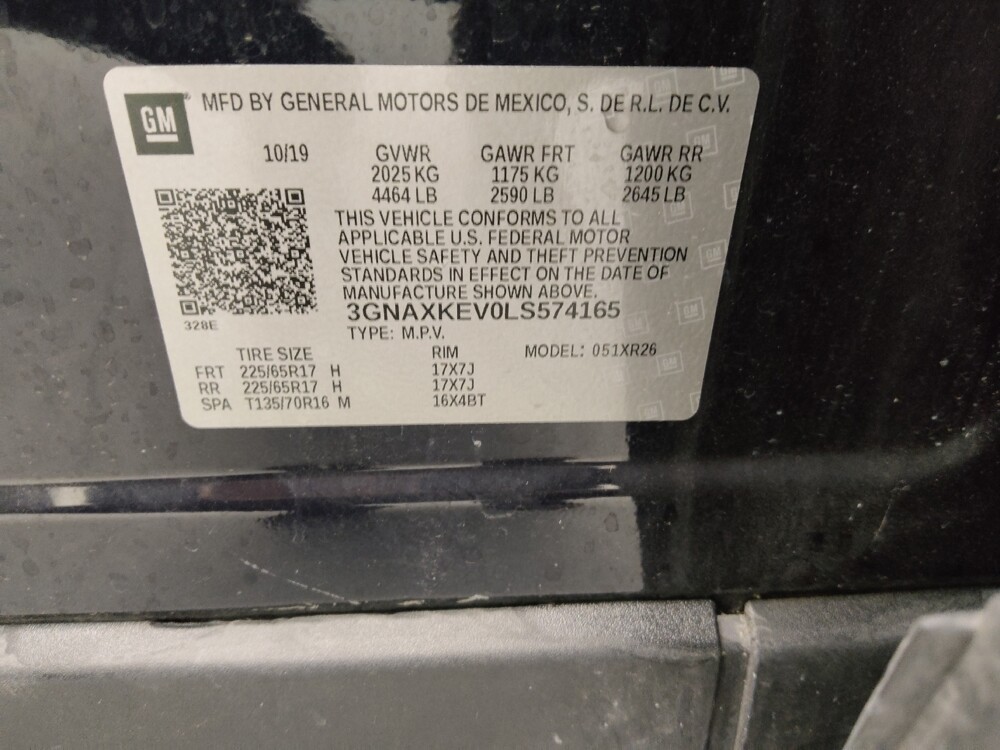 GM
MFD BY GENERAL MOTORS DE MEXICO, S. DE R.L. DE C.V.
10/19 GVWR GAWR FRT GAWR RR
2025 KG 1175 KG 1200 KG
4464 LB 2590 LB 2645 LB
THIS VEHICLE CONFORMS TO ALL
APPLICABLE U.S. FEDERAL MOTOR
VEHICLE SAFETY AND THEFT PREVENTION
STANDARDS IN EFFECT ON THE DATE OF
MANUFACTURE SHOWN ABOVE.
3GNAXKEV0LS574165
328E
TYPE: M.P.V.
TIRE SIZE RIM MODEL: 051XR26
FRT 225/65R17 H 17X7J
RR 225/65R17 H 17X7J
SPA T135/70R16 M 16X4BT